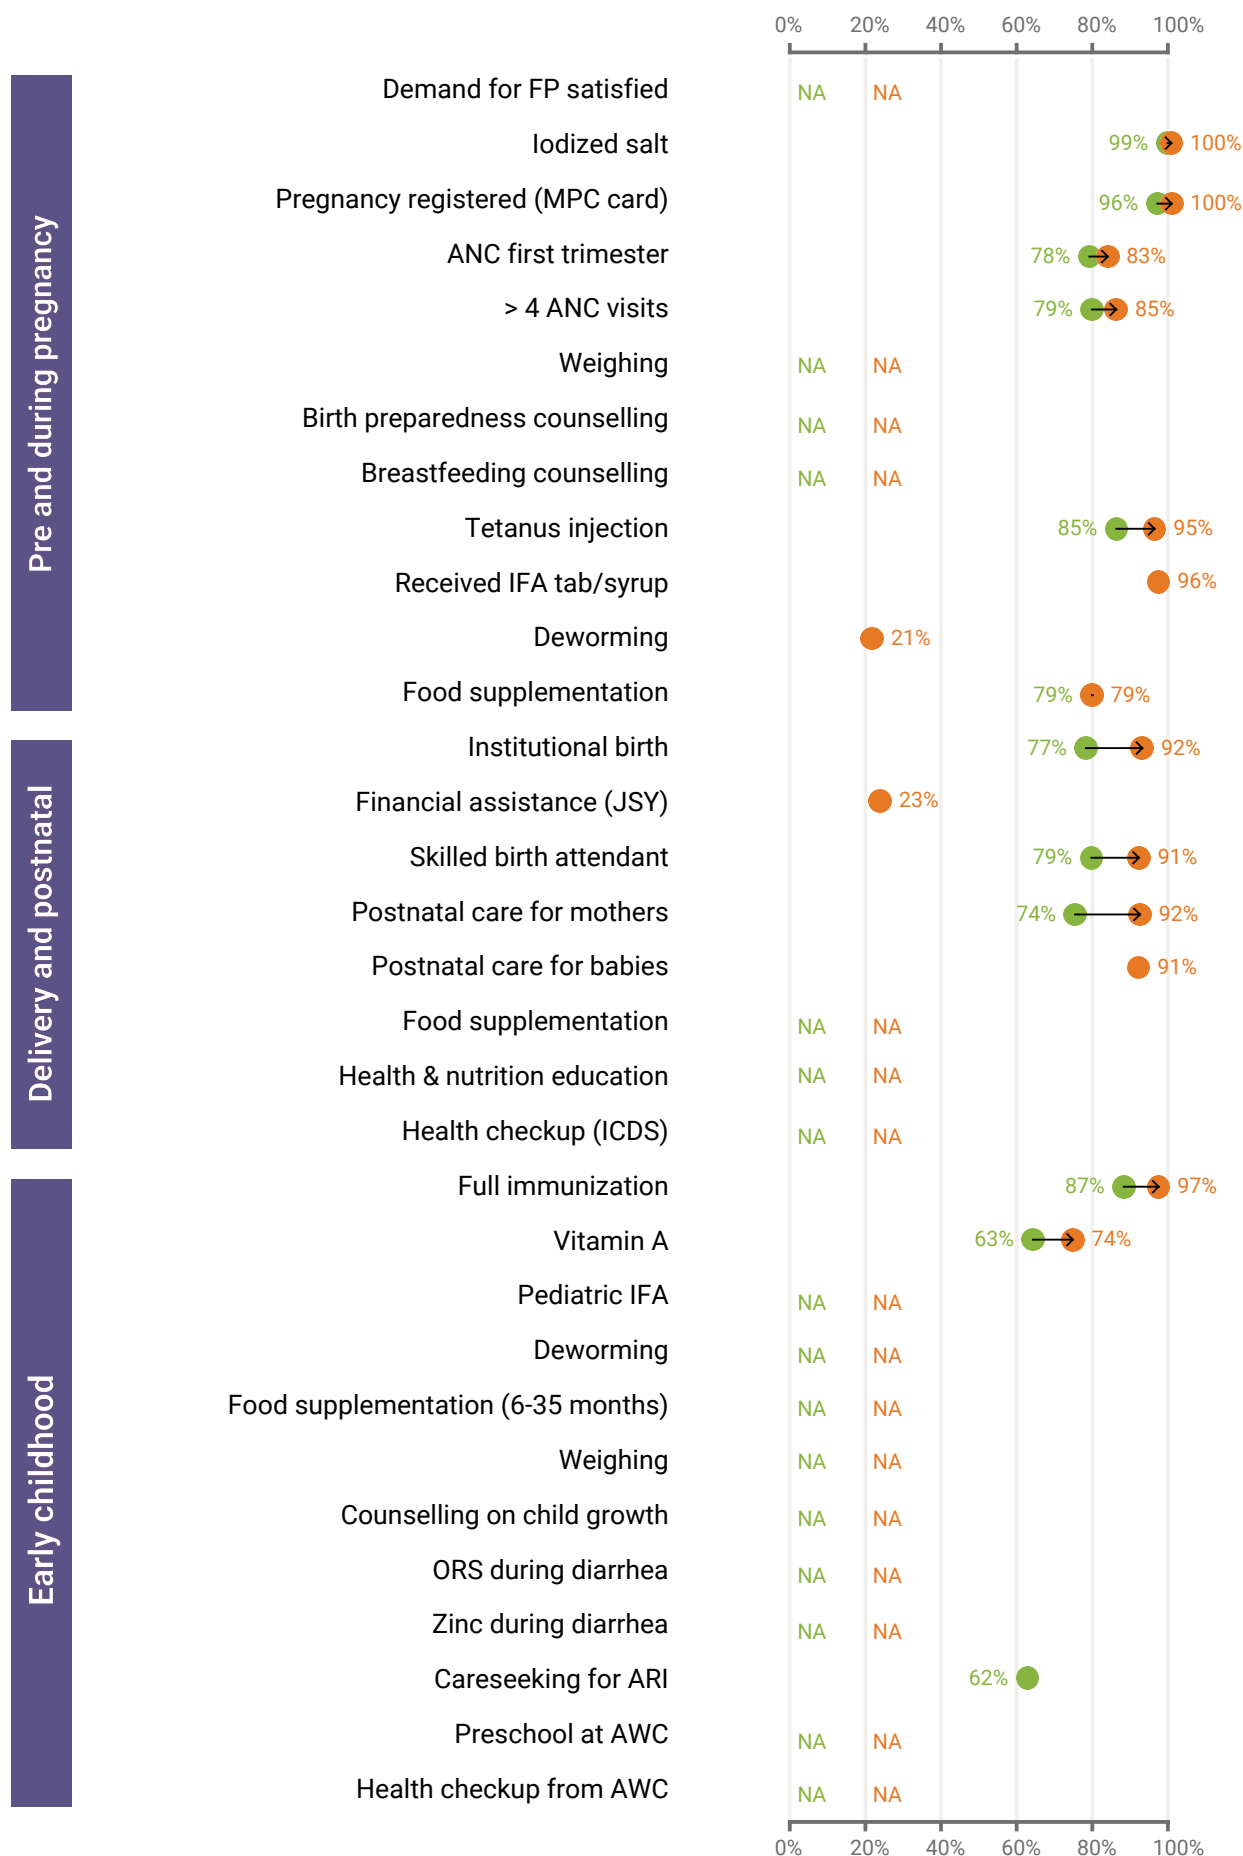 0% 20% 40% 60% 80% 100%
Pre and during pregnancy
Demand for FP satisfied NA NA
Iodized salt 99% 100%
Pregnancy registered (MPC card) 96% 100%
ANC first trimester 78% 83%
> 4 ANC visits 79% 85%
Weighing NA NA
Birth preparedness counselling NA NA
Breastfeeding counselling NA NA
Tetanus injection 85% 95%
Received IFA tab/syrup 96%
Deworming 21%
Food supplementation 79% 79%
Delivery and postnatal
Institutional birth 77% 92%
Financial assistance (JSY) 23%
Skilled birth attendant 79% 91%
Postnatal care for mothers 74% 92%
Postnatal care for babies 91%
Food supplementation NA NA
Health & nutrition education NA NA
Health checkup (ICDS) NA NA
Early childhood
Full immunization 87% 97%
Vitamin A 63% 74%
Pediatric IFA NA NA
Deworming NA NA
Food supplementation (6-35 months) NA NA
Weighing NA NA
Counselling on child growth NA NA
ORS during diarrhea NA NA
Zinc during diarrhea NA NA
Careseeking for ARI 62%
Preschool at AWC NA NA
Health checkup from AWC NA NA
0% 20% 40% 60% 80% 100%